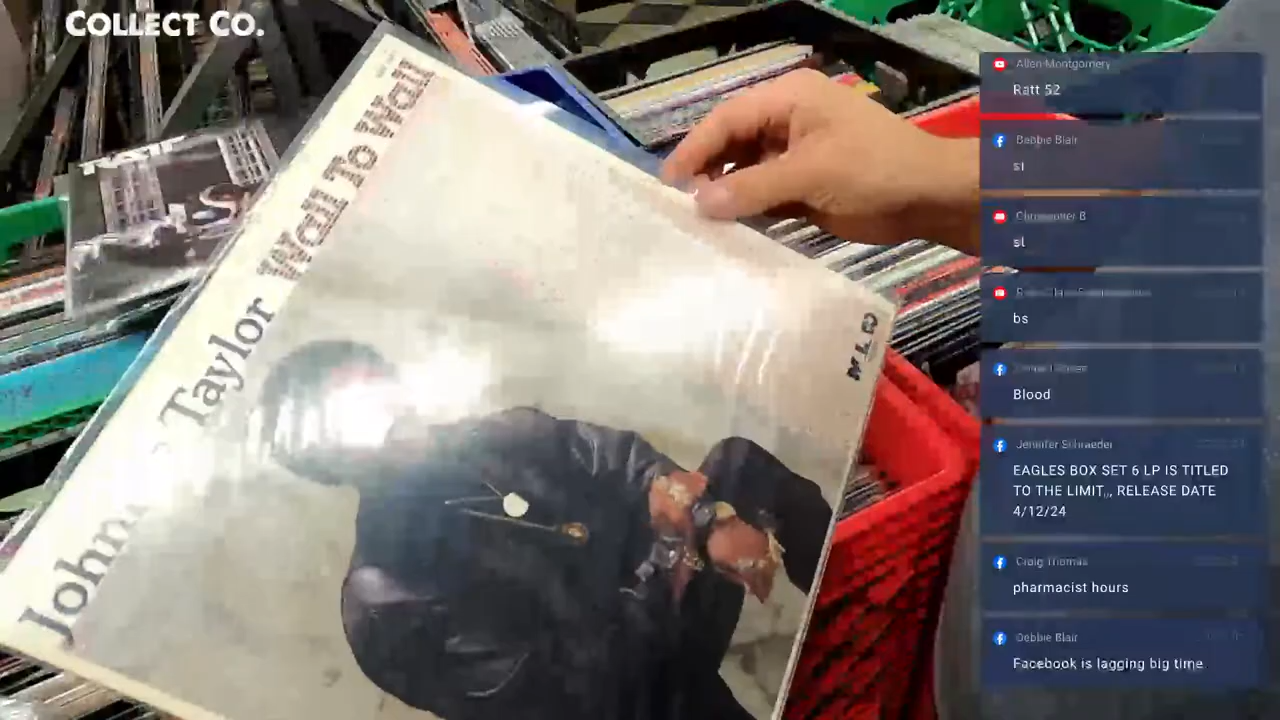 COLLECT CO.
Johnnie Taylor Wall To Wall
Allen Montgomery
Ratt 52
Debbie Blair
sl
Christopher B
sl
bs
Blood
Jennifer Schraeder
EAGLES BOX SET 6 LP IS TITLED
TO THE LIMIT,,, RELEASE DATE
4/12/24
Craig Thomas
pharmacist hours
Debbie Blair
Facebook is lagging big time